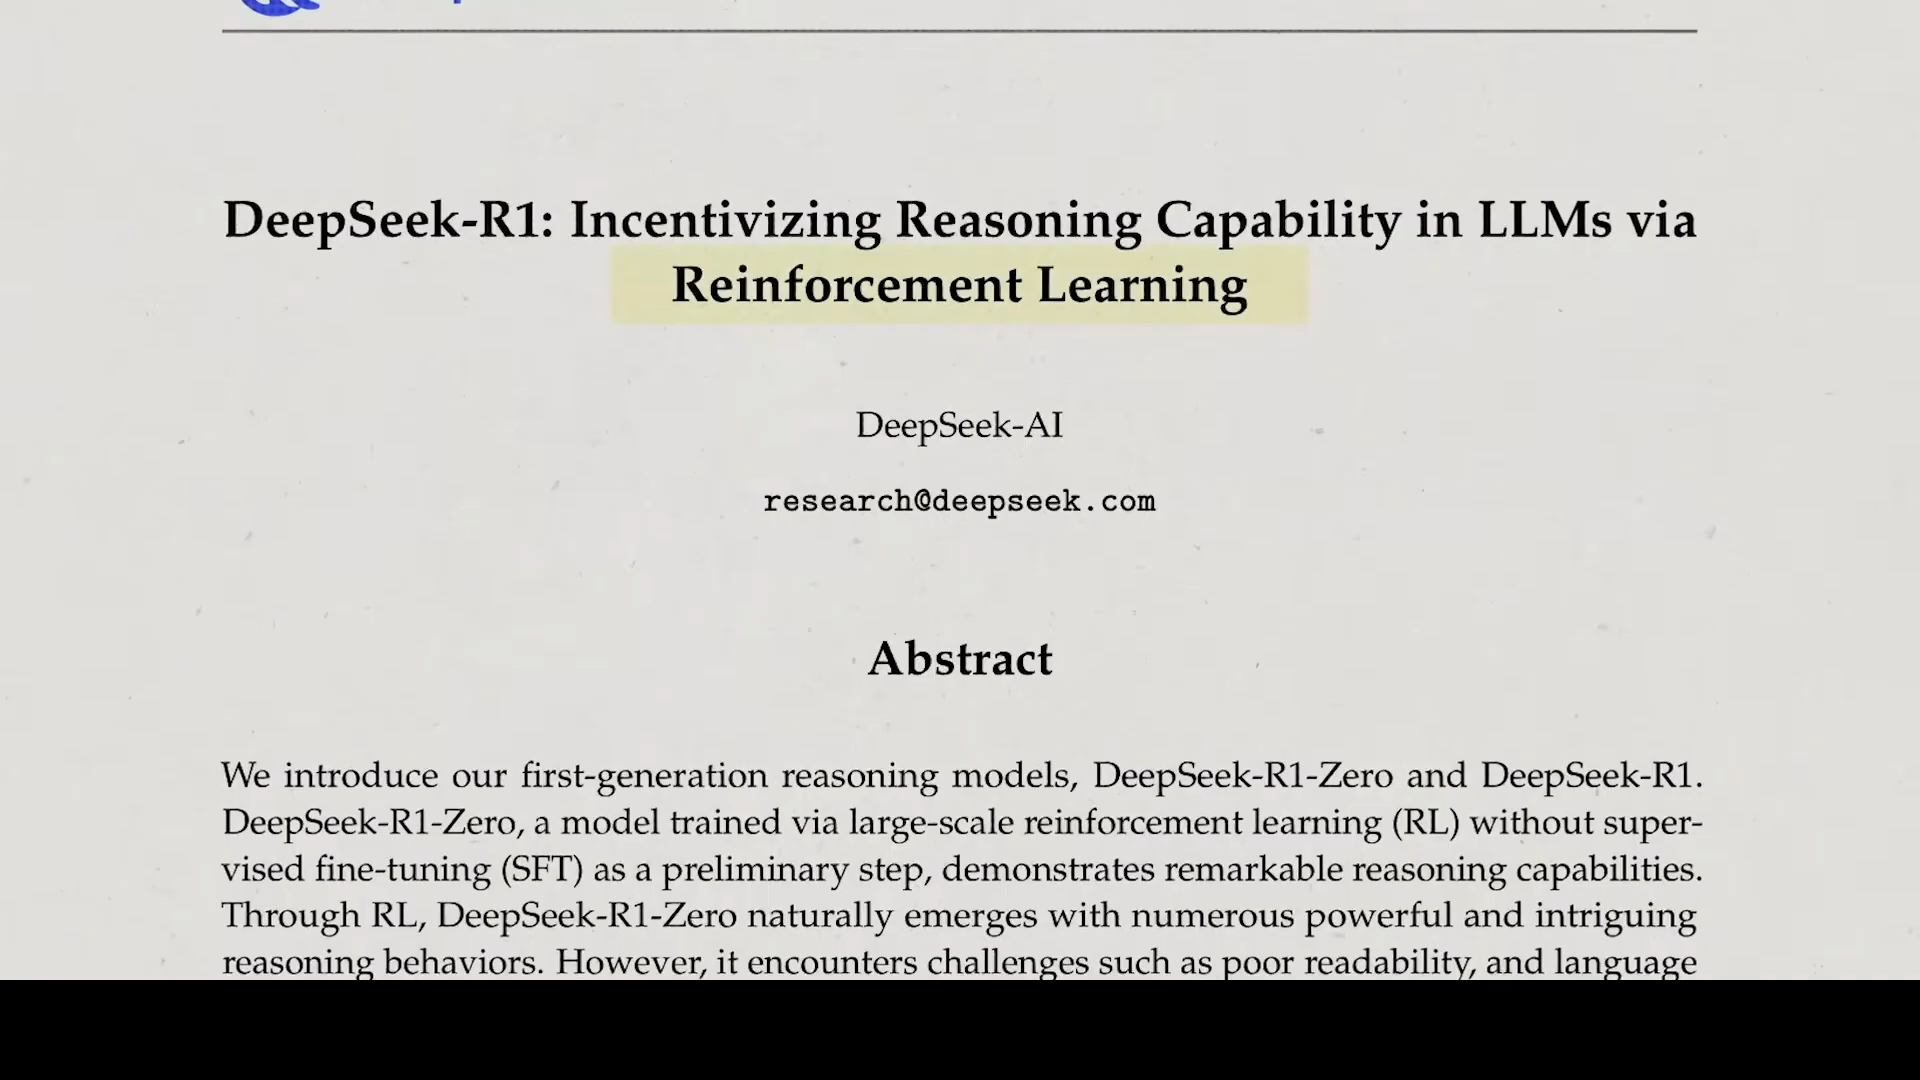 DeepSeek-R1: Incentivizing Reasoning Capability in LLMs via
Reinforcement Learning
DeepSeek-AI
research@deepseek.com
Abstract
We introduce our first-generation reasoning models, DeepSeek-R1-Zero and DeepSeek-R1.
DeepSeek-R1-Zero, a model trained via large-scale reinforcement learning (RL) without super-
vised fine-tuning (SFT) as a preliminary step, demonstrates remarkable reasoning capabilities.
Through RL, DeepSeek-R1-Zero naturally emerges with numerous powerful and intriguing
reasoning behaviors. However, it encounters challenges such as poor readability, and language